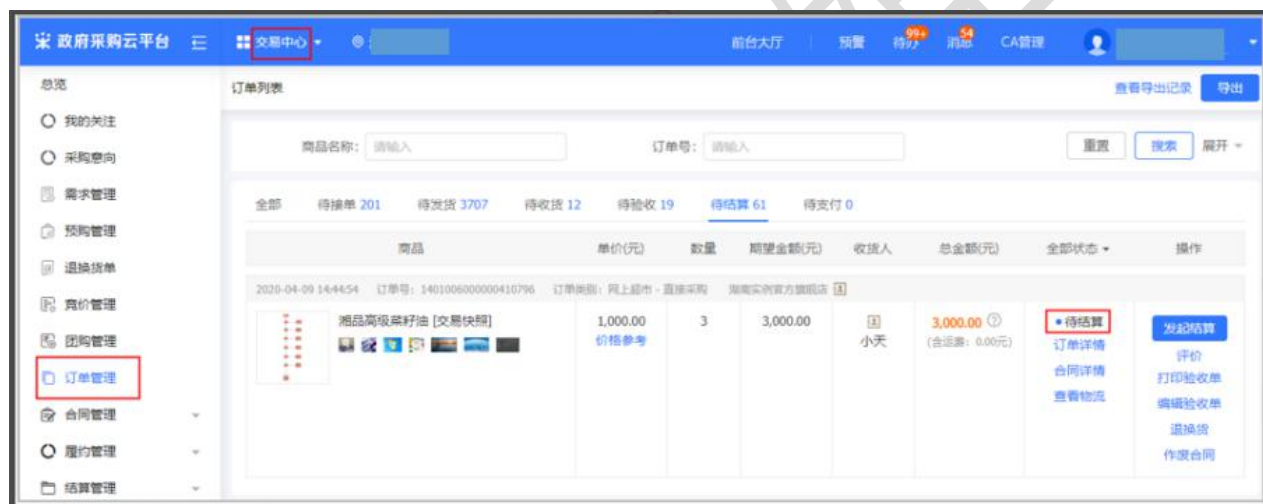 政府采购云平台 交易中心 前台大厅 预警 待办 99+ 消息 54 CA管理
总览
我的关注
采购意向
需求管理
预购管理
退换货单
竞价管理
团购管理
订单管理
合同管理
履约管理
结算管理
订单列表 查看导出记录 导出
商品名称： 请输入 订单号： 请输入 重置 搜索 展开
全部 待接单 201 待发货 3707 待收货 12 待验收 19 待结算 61 待支付 0
商品 单价(元) 数量 期望金额(元) 收货人 总金额(元) 全部状态 操作
2020-04-09 14:44:54 订单号：1401006000000410796 订单类别：网上超市 - 直接采购 湖南实例官方旗舰店
湘品高级菜籽油 [交易快照] 1,000.00 3 3,000.00 小天 3,000.00 待结算 发起结算
价格参考 (含运费：0.00元) 订单详情 评价
合同详情 打印验收单
查看物流 编辑验收单
退换货
作废合同